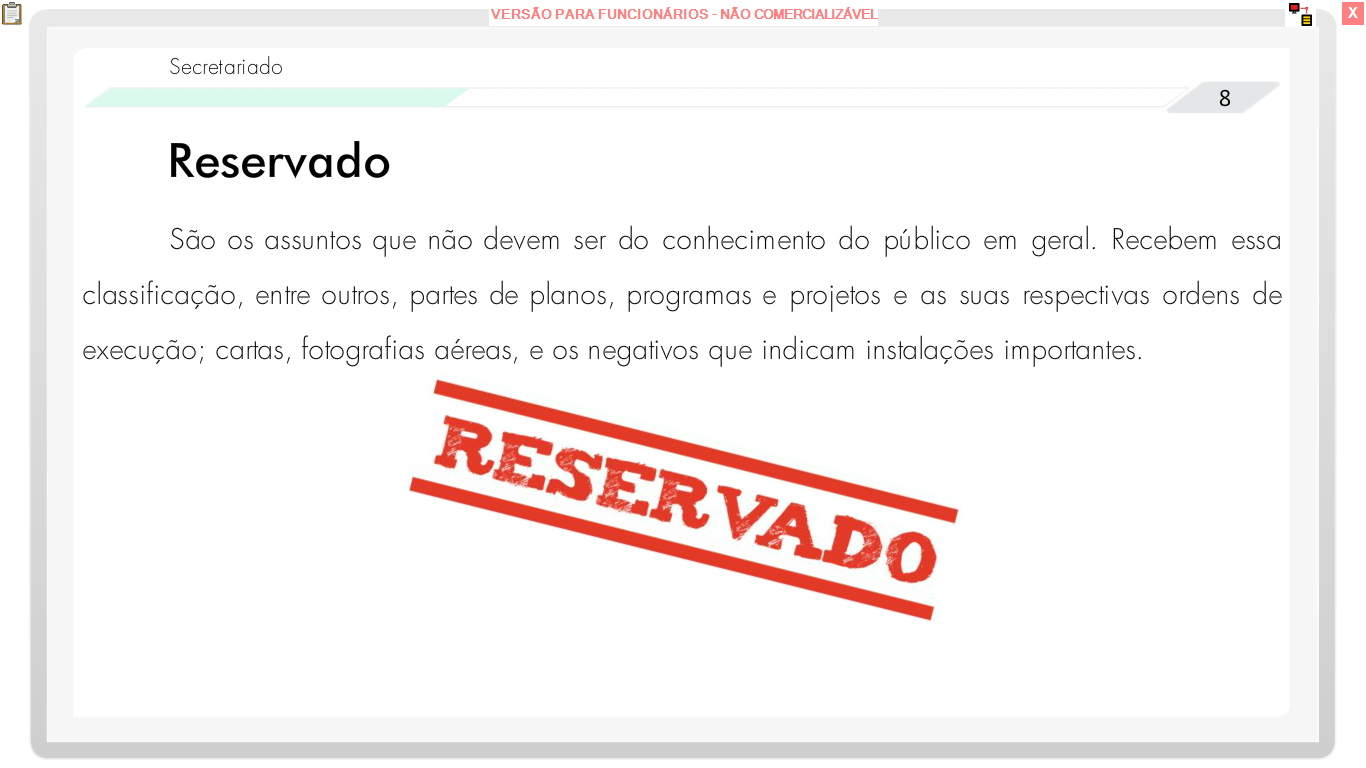 VERSÃO PARA FUNCIONÁRIOS - NÃO COMERCIALIZÁVEL
X
Secretariado
8
Reservado
São os assuntos que não devem ser do conhecimento do público em geral. Recebem essa
classificação, entre outros, partes de planos, programas e projetos e as suas respectivas ordens de
execução; cartas, fotografias aéreas, e os negativos que indicam instalações importantes.
RESERVADO